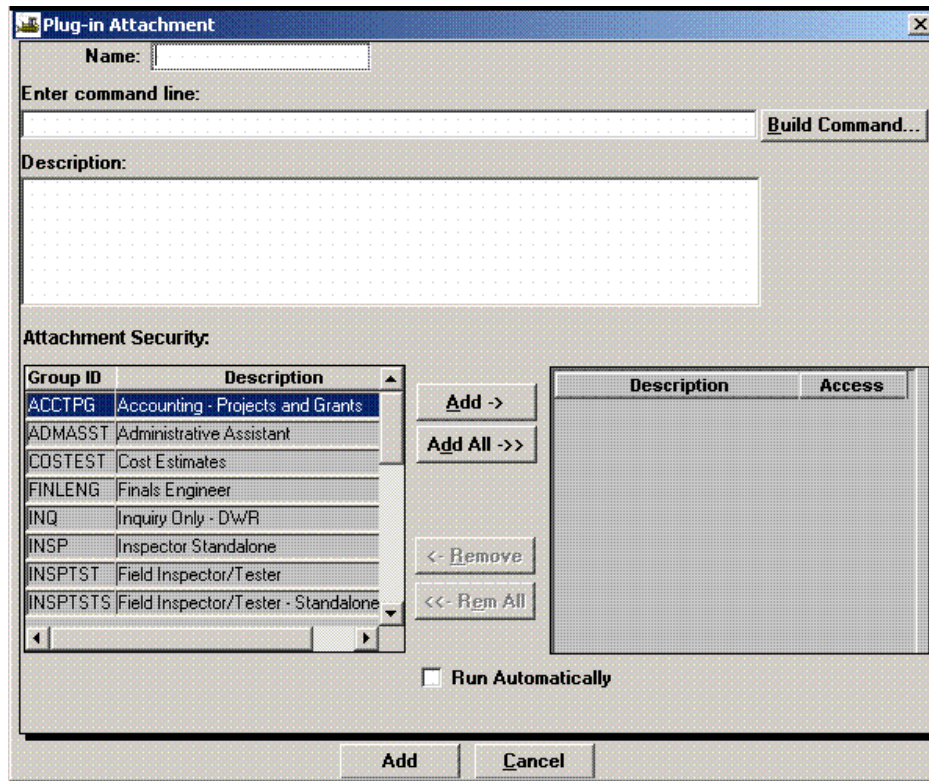 Plug-in Attachment
Name:
Enter command line:
Build Command...
Description:
Attachment Security:
Group ID Description
ACCTPG Accounting - Projects and Grants
ADMASST Administrative Assistant
COSTEST Cost Estimates
FINLENG Finals Engineer
INQ Inquiry Only - DWR
INSP Inspector Standalone
INSPTST Field Inspector/Tester
INSPTSTS Field Inspector/Tester - Standalone
Add ->
Add All ->>
<- Remove
<<- Rem All
Description Access
Run Automatically
Add Cancel